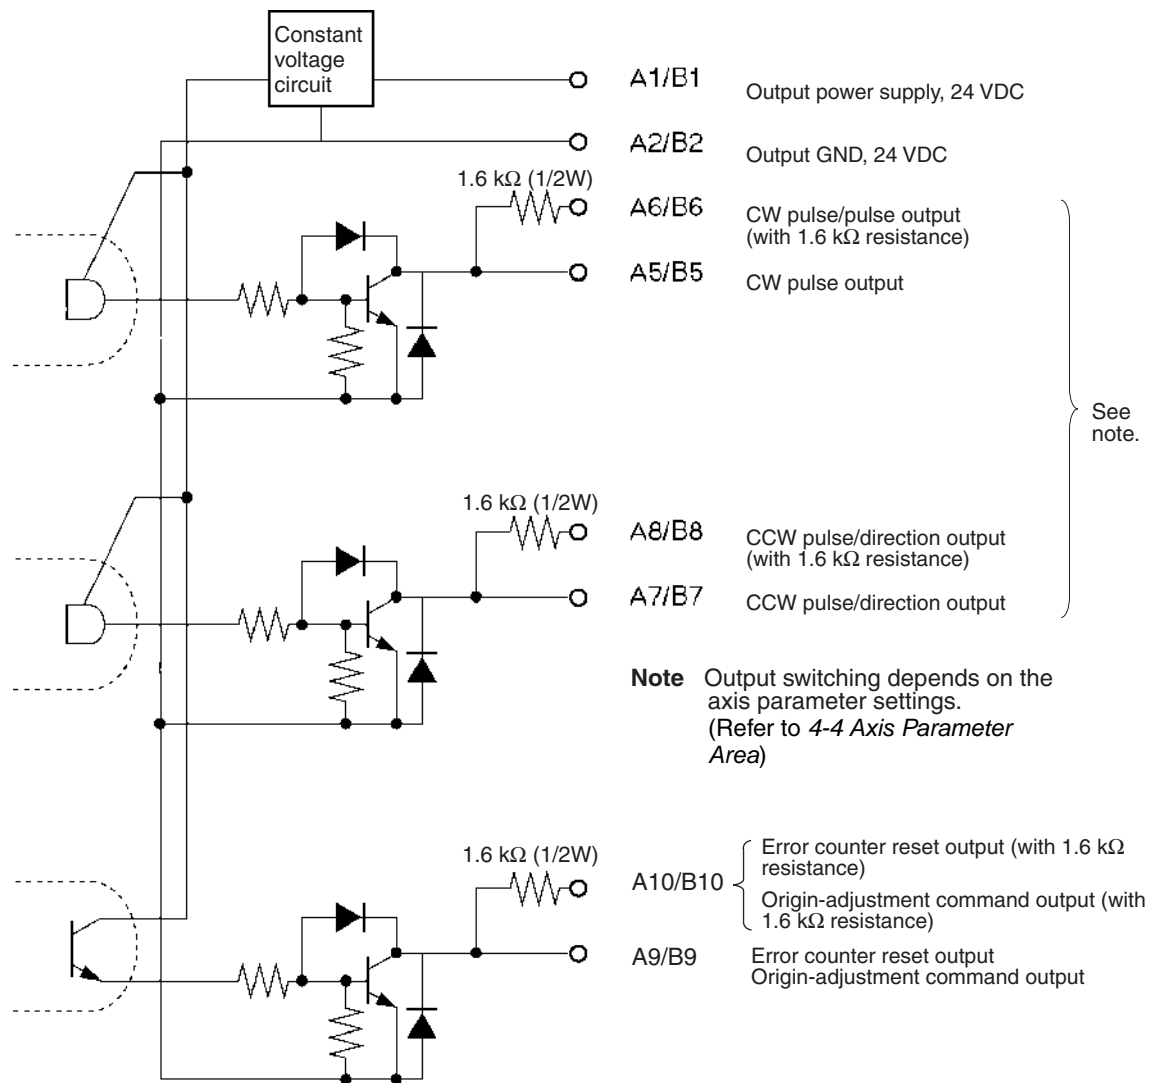 Constant
voltage
circuit
A1/B1
Output power supply, 24 VDC
A2/B2
Output GND, 24 VDC
1.6 kΩ (1/2W)
A6/B6
CW pulse/pulse output
(with 1.6 kΩ resistance)
A5/B5
CW pulse output
See
note.
1.6 kΩ (1/2W)
A8/B8
CCW pulse/direction output
(with 1.6 kΩ resistance)
A7/B7
CCW pulse/direction output
Note Output switching depends on the
axis parameter settings.
(Refer to 4-4 Axis Parameter
Area)
1.6 kΩ (1/2W)
A10/B10
Error counter reset output (with 1.6 kΩ
resistance)
Origin-adjustment command output (with
1.6 kΩ resistance)
A9/B9
Error counter reset output
Origin-adjustment command output